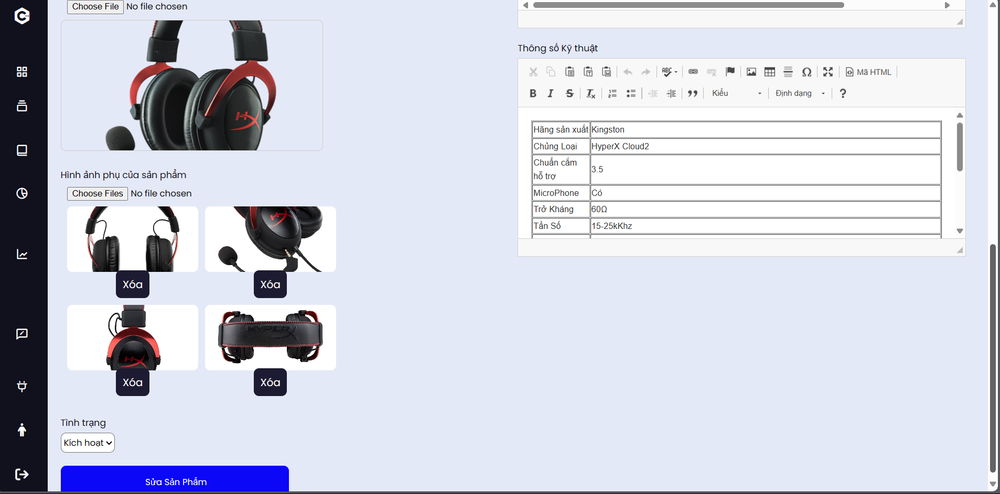 Choose File No file chosen
Hình ảnh phụ của sản phẩm
Choose Files No file chosen
Xóa
Xóa
HYPERX
Xóa
Xóa
Tình trạng
Kích hoạt
Sửa Sản Phẩm
Thông số Kỹ thuật
ABC
Mã HTML
Kiểu
Định dạng
Hãng sản xuất Kingston
Chủng Loại HyperX Cloud2
Chuẩn cắm
hỗ trợ
3.5
MicroPhone Có
Trở Kháng 60Ω
Tần Số 15-25kKhz